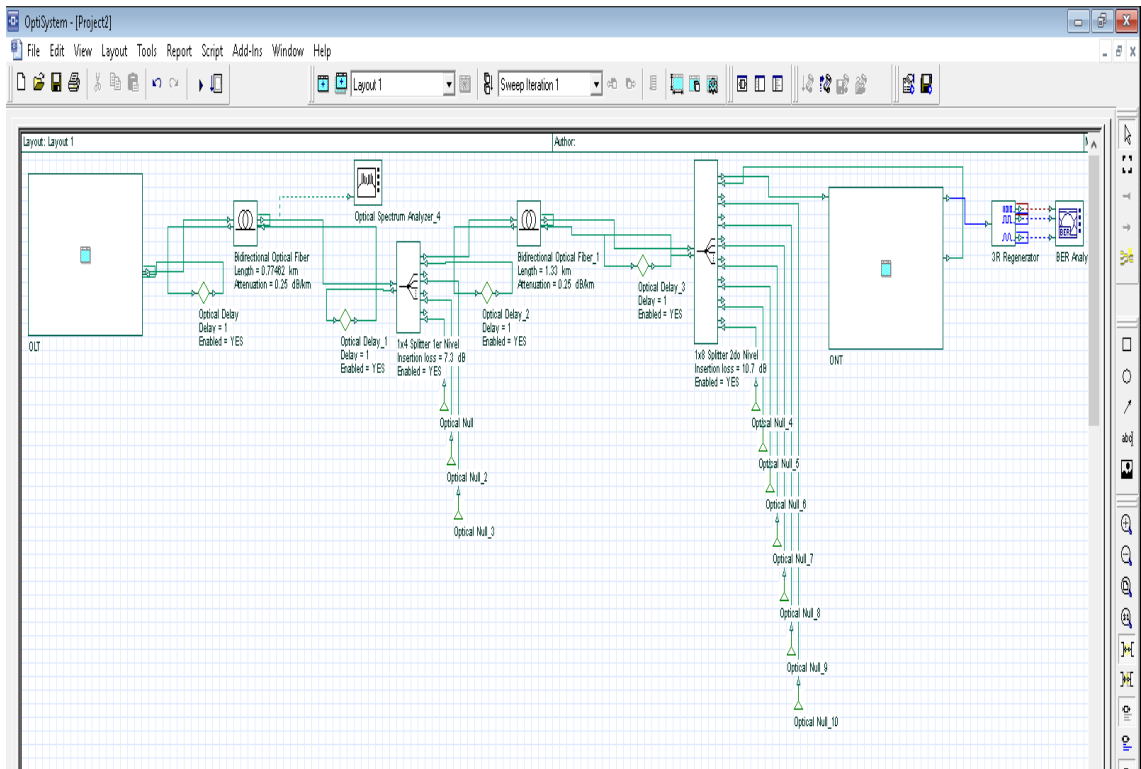 OptiSystem - [Project2]
File Edit View Layout Tools Report Script Add-Ins Window Help
Layout 1
Sweep Iteration 1
Layout: Layout 1
Author:
OLT
Bidirectional Optical Fiber
Length = 0.77482 km
Attenuation = 0.25 dB/km
Optical Spectrum Analyzer_4
Optical Delay
Delay = 1
Enabled = YES
Optical Delay_1
Delay = 1
Enabled = YES
1x4 Splitter 1er Nivel
Insertion loss = 7.3 dB
Enabled = YES
Optical Delay_2
Delay = 1
Enabled = YES
Bidirectional Optical Fiber_1
Length = 1.33 km
Attenuation = 0.25 dB/km
Optical Delay_3
Delay = 1
Enabled = YES
1x8 Splitter 2do Nivel
Insertion loss = 10.7 dB
Enabled = YES
ONT
3R Regenerator
BER
BER Analy
Optical Null
Optical Null_2
Optical Null_3
Optical Null_4
Optical Null_5
Optical Null_6
Optical Null_7
Optical Null_8
Optical Null_9
Optical Null_10